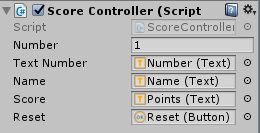 Score Controller (Script
Script ScoreController
Number 1
Text Number Number (Text)
Name Name (Text)
Score Points (Text)
Reset Reset (Button)